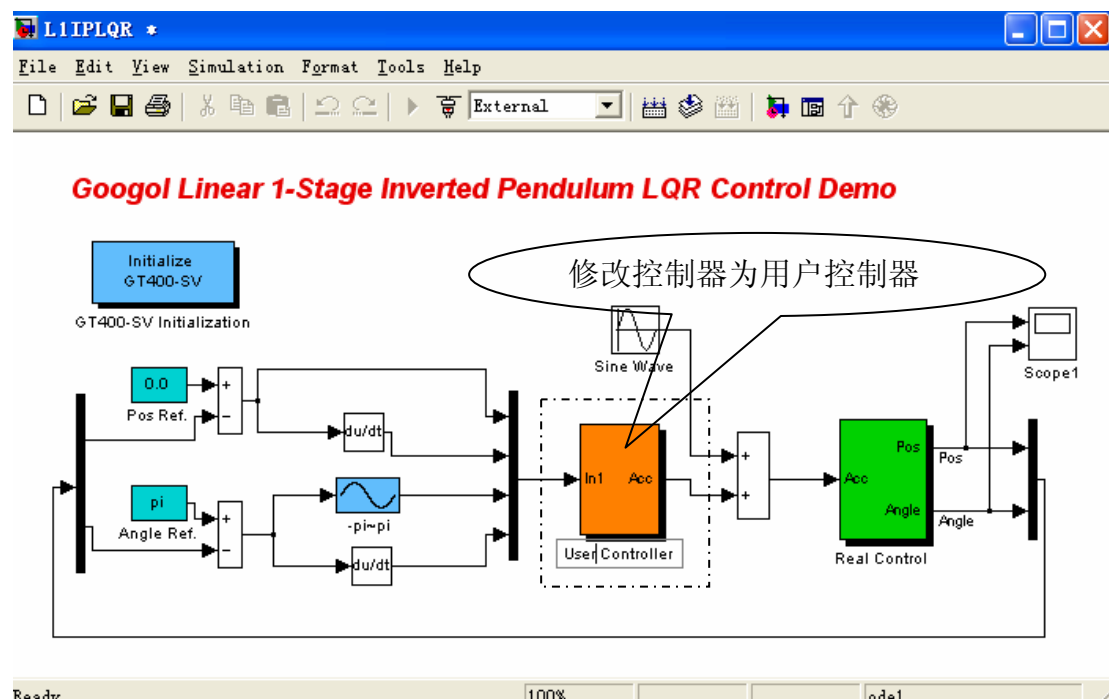 L1IPLQR *
File Edit View Simulation Format Tools Help
External
Googol Linear 1-Stage Inverted Pendulum LQR Control Demo
Initialize
GT400-SV
GT400-SV Initialization
修改控制器为用户控制器
Sine Wave
Scope1
0.0
+
−
Pos Ref.
du/dt
pi
+
−
Angle Ref.
-pi~pi
du/dt
In1 Acc
User Controller
+
+
Acc
Pos
Angle
Real Control
Pos
Angle
Ready 100% ode1